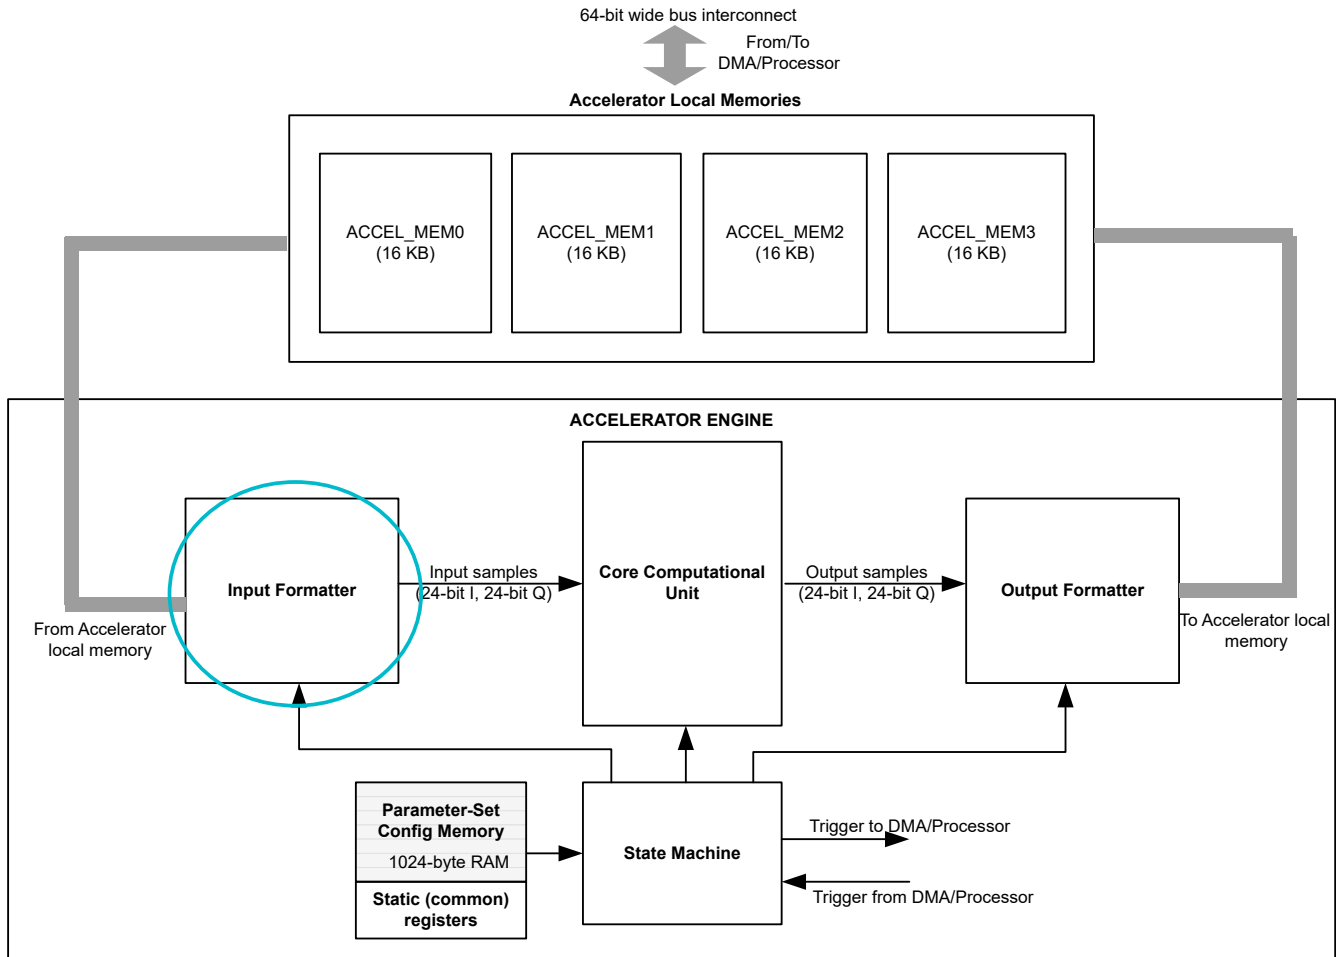 64-bit wide bus interconnect
From/To
DMA/Processor
Accelerator Local Memories
ACCEL_MEM0
(16 KB)
ACCEL_MEM1
(16 KB)
ACCEL_MEM2
(16 KB)
ACCEL_MEM3
(16 KB)
ACCELERATOR ENGINE
Input Formatter
Input samples
(24-bit I, 24-bit Q)
Core Computational
Unit
Output samples
(24-bit I, 24-bit Q)
Output Formatter
From Accelerator
local memory
To Accelerator local
memory
Parameter-Set
Config Memory
1024-byte RAM
Static (common)
registers
State Machine
Trigger to DMA/Processor
Trigger from DMA/Processor